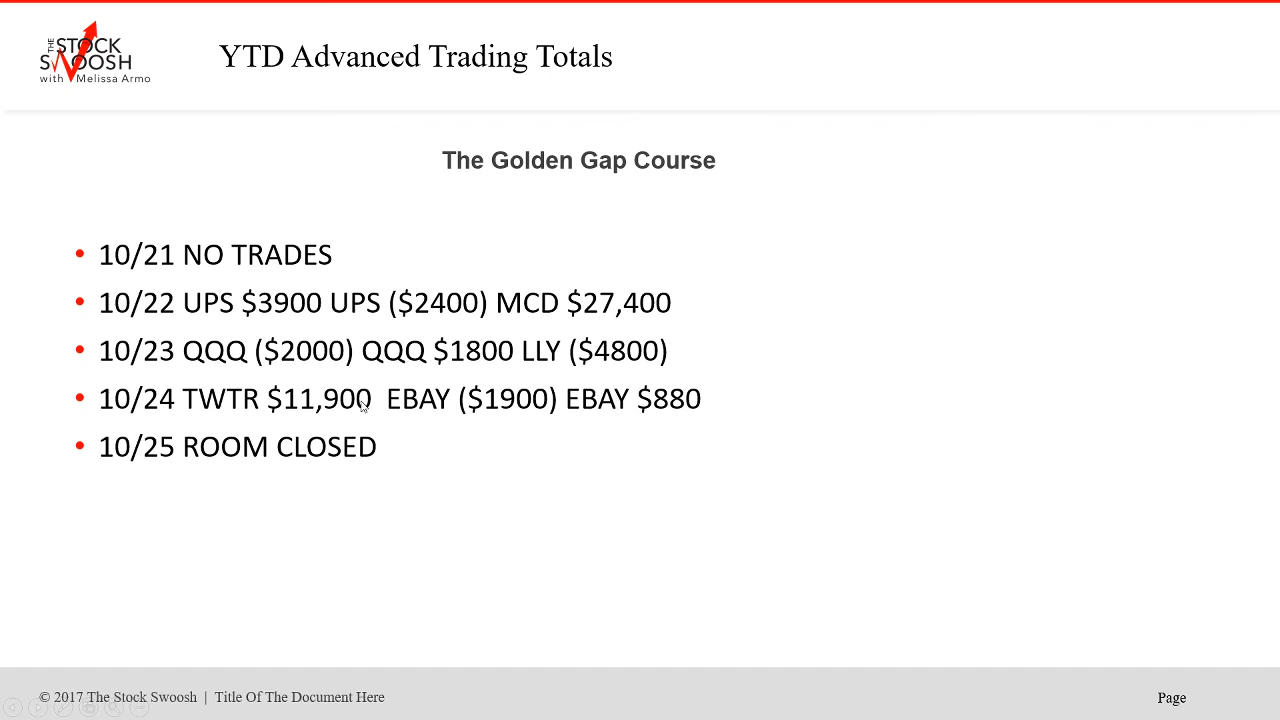 THE STOCK
SWOOSH
with Melissa Armo
YTD Advanced Trading Totals
The Golden Gap Course
• 10/21 NO TRADES
• 10/22 UPS $3900 UPS ($2400) MCD $27,400
• 10/23 QQQ ($2000) QQQ $1800 LLY ($4800)
• 10/24 TWTR $11,900  EBAY ($1900) EBAY $880
• 10/25 ROOM CLOSED
© 2017 The Stock Swoosh | Title Of The Document Here
Page